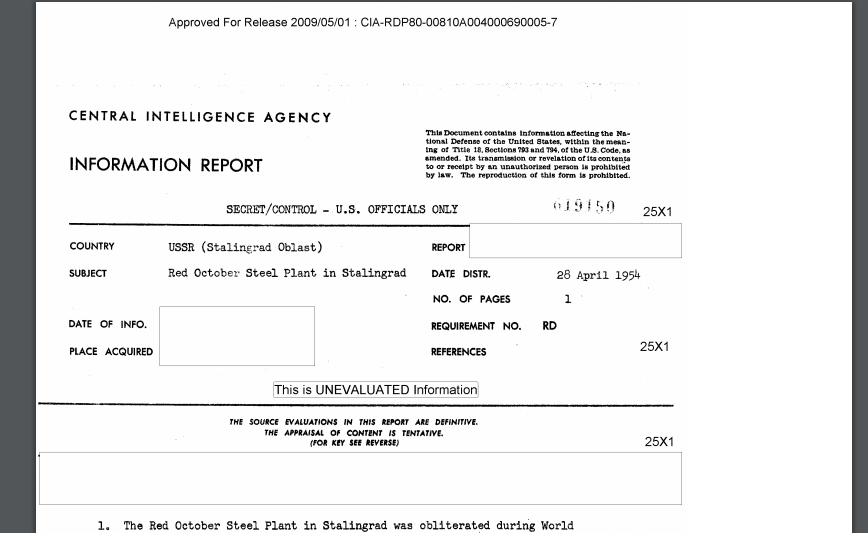 Approved For Release 2009/05/01 : CIA-RDP80-00810A004000690005-7
CENTRAL INTELLIGENCE AGENCY
INFORMATION REPORT
This Document contains information affecting the Na-
tional Defense of the United States, within the mean-
ing of Title 18, Sections 793 and 794, of the U.S. Code, as
amended. Its transmission or revelation of its contents
to or receipt by an unauthorized person is prohibited
by law. The reproduction of this form is prohibited.
SECRET/CONTROL - U.S. OFFICIALS ONLY
25X1
COUNTRY USSR (Stalingrad Oblast) REPORT
SUBJECT Red October Steel Plant in Stalingrad DATE DISTR. 28 April 1954
NO. OF PAGES 1
DATE OF INFO. REQUIREMENT NO. RD
PLACE ACQUIRED REFERENCES 25X1
This is UNEVALUATED Information
THE SOURCE EVALUATIONS IN THIS REPORT ARE DEFINITIVE.
THE APPRAISAL OF CONTENT IS TENTATIVE.
(FOR KEY SEE REVERSE)
25X1
1. The Red October Steel Plant in Stalingrad was obliterated during World